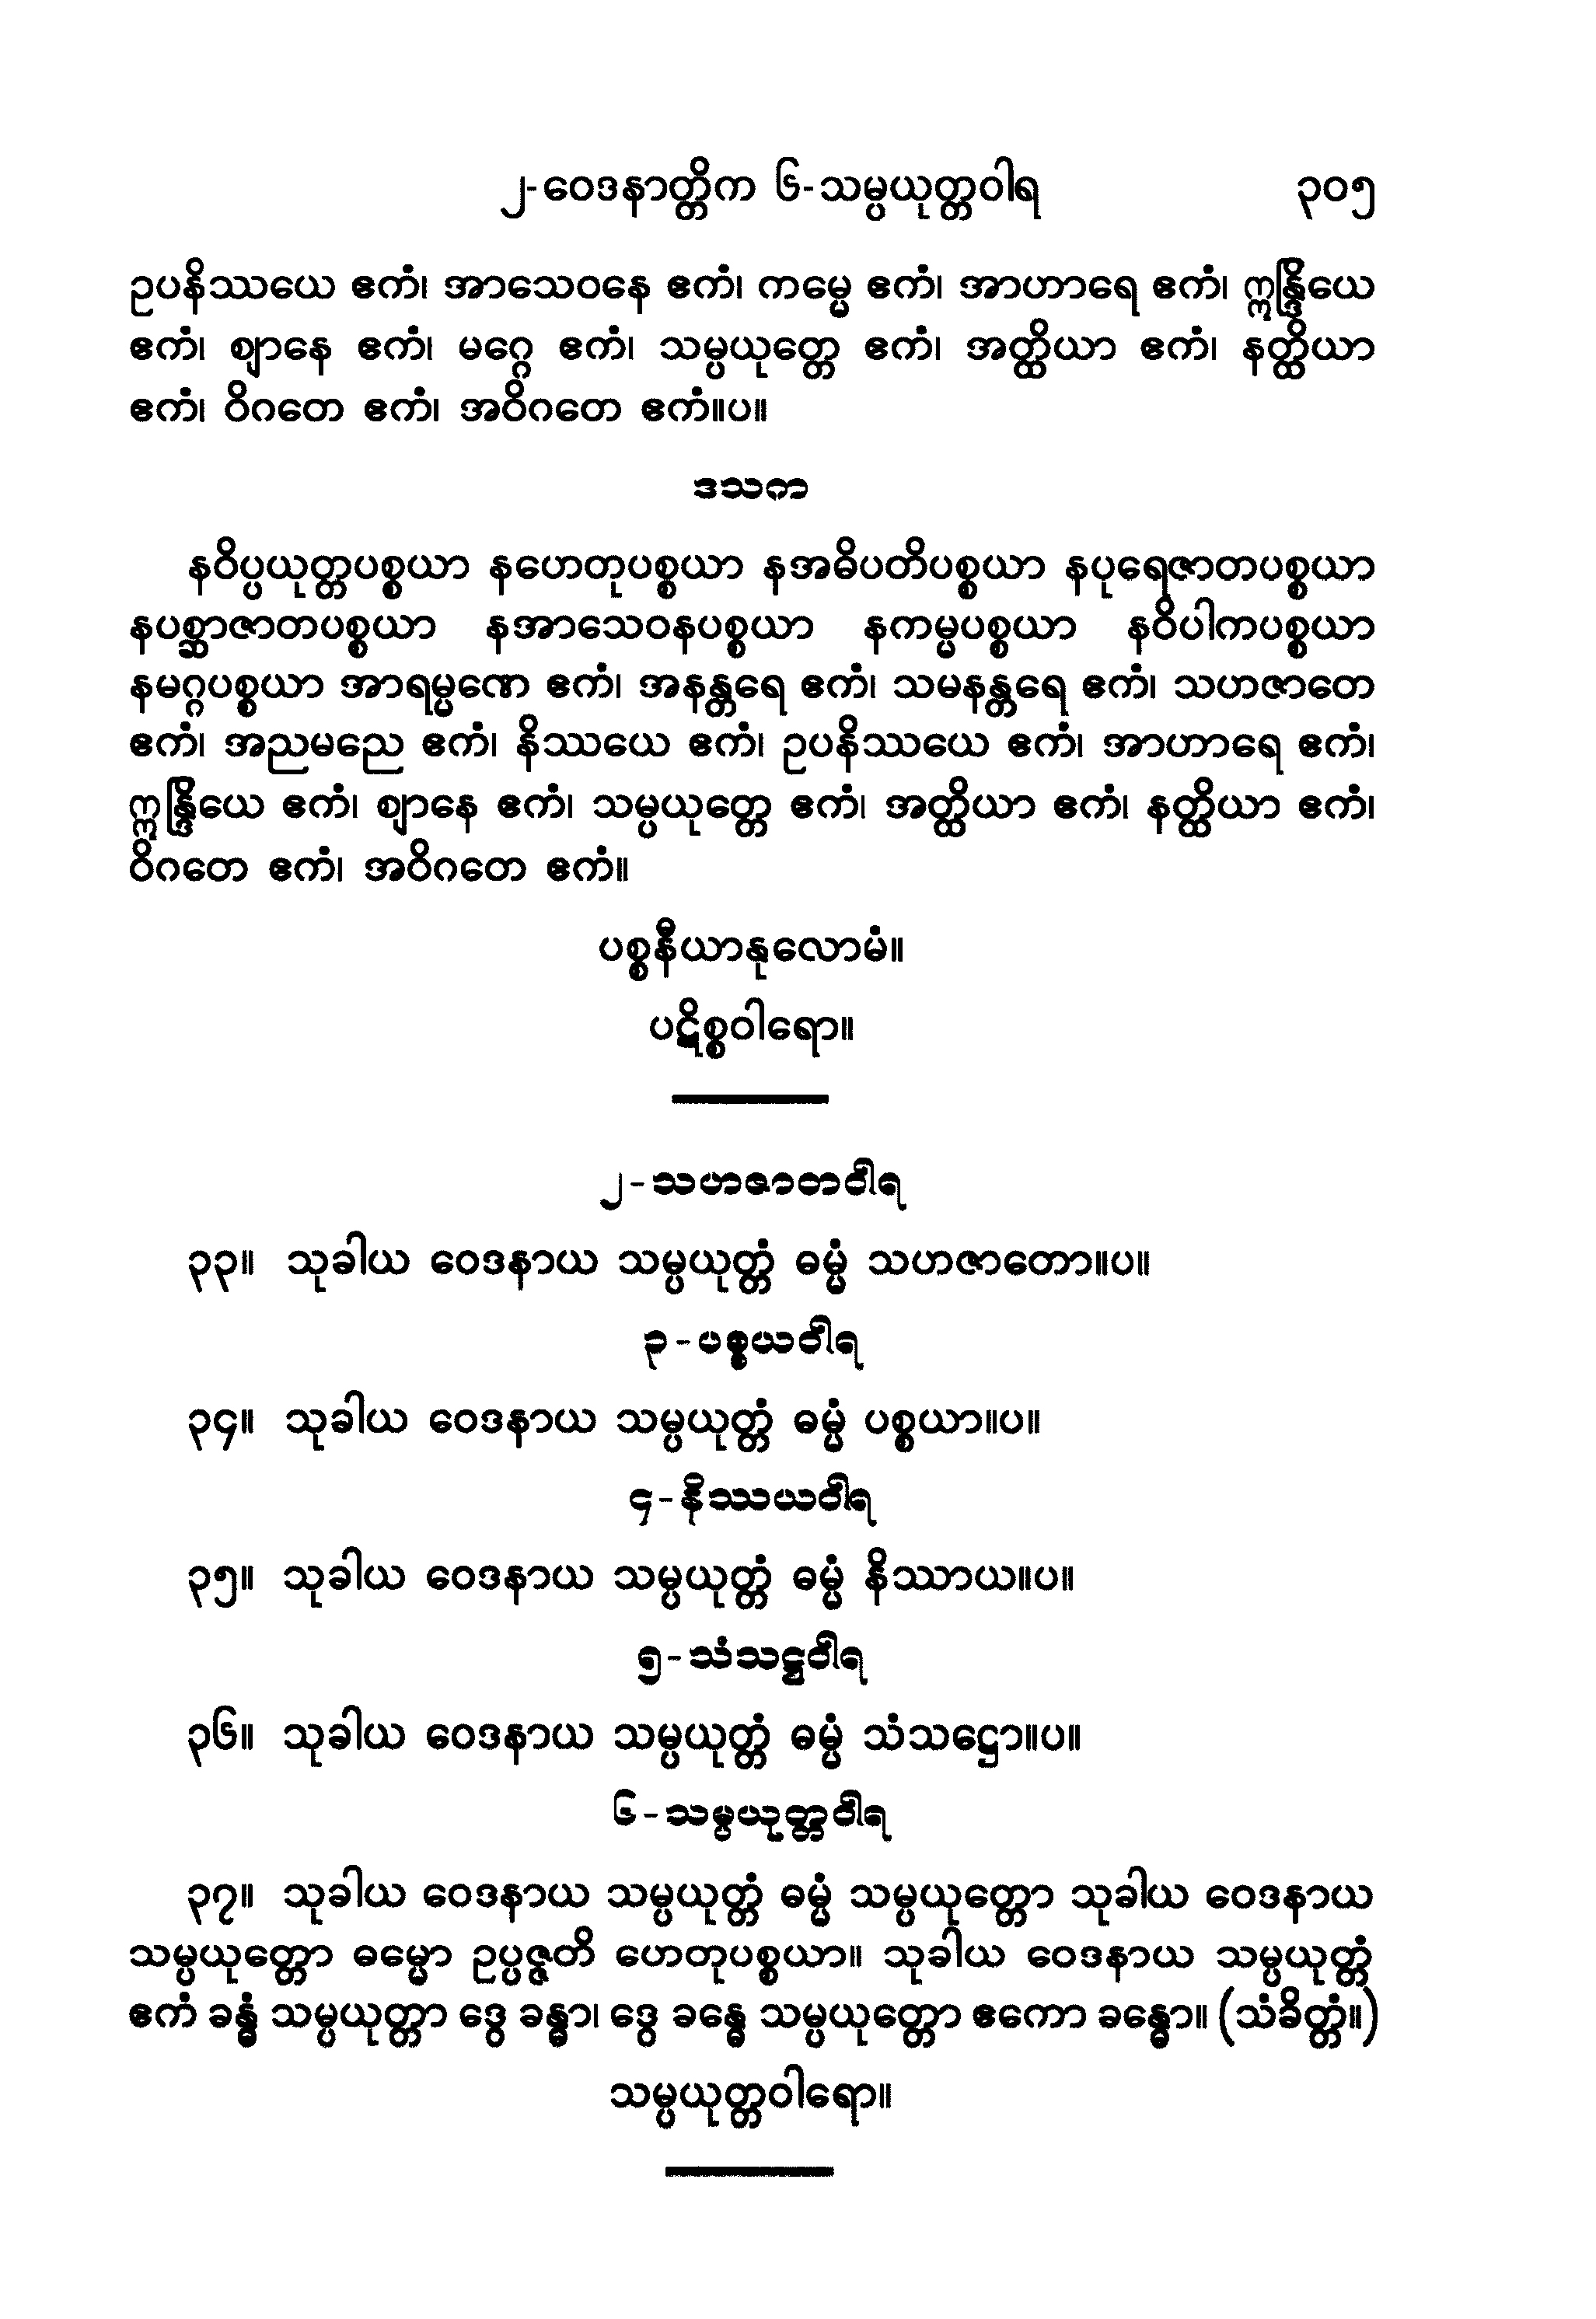 ၂-ဝေဒနာတ္တိက ၆-သမ္ပယုတ္တဝါရ ၃၀၅
ဥပနိဿယေ ဧကံ၊ အာသေဝနေ ဧကံ၊ ကမ္မေ ဧကံ၊ အာဟာရေ ဧကံ၊ ဣန္ဒြိယေ
ဧကံ၊ ဈာနေ ဧကံ၊ မဂ္ဂေ ဧကံ၊ သမ္ပယုတ္တေ ဧကံ၊ အတ္ထိယာ ဧကံ၊ နတ္ထိယာ
ဧကံ၊ ဝိဂတေ ဧကံ၊ အဝိဂတေ ဧကံ။ပ။
ဒသက
နဝိပ္ပယုတ္တပစ္စယာ နဟေတုပစ္စယာ နအဓိပတိပစ္စယာ နပုရေဇာတပစ္စယာ
နပစ္ဆာဇာတပစ္စယာ နအာသေဝနပစ္စယာ နကမ္မပစ္စယာ နဝိပါကပစ္စယာ
နမဂ္ဂပစ္စယာ အာရမ္မဏေ ဧကံ၊ အနန္တရေ ဧကံ၊ သမနန္တရေ ဧကံ၊ သဟဇာတေ
ဧကံ၊ အညမညေ ဧကံ၊ နိဿယေ ဧကံ၊ ဥပနိဿယေ ဧကံ၊ အာဟာရေ ဧကံ၊
ဣန္ဒြိယေ ဧကံ၊ ဈာနေ ဧကံ၊ သမ္ပယုတ္တေ ဧကံ၊ အတ္ထိယာ ဧကံ၊ နတ္ထိယာ ဧကံ၊
ဝိဂတေ ဧကံ၊ အဝိဂတေ ဧကံ။
ပစ္စနီယာနုလောမံ။
ပဋိစ္စဝါရော။
၂-သဟဇာတဝါရ
၃၃။ သုခါယ ဝေဒနာယ သမ္ပယုတ္တံ ဓမ္မံ သဟဇာတော။ပ။
၃-ပစ္စယဝါရ
၃၄။ သုခါယ ဝေဒနာယ သမ္ပယုတ္တံ ဓမ္မံ ပစ္စယာ။ပ။
၄-နိဿယဝါရ
၃၅။ သုခါယ ဝေဒနာယ သမ္ပယုတ္တံ ဓမ္မံ နိဿာယ။ပ။
၅-သံသဋ္ဌဝါရ
၃၆။ သုခါယ ဝေဒနာယ သမ္ပယုတ္တံ ဓမ္မံ သံသဋ္ဌော။ပ။
၆-သမ္ပယုတ္တဝါရ
၃၇။ သုခါယ ဝေဒနာယ သမ္ပယုတ္တံ ဓမ္မံ သမ္ပယုတ္တော သုခါယ ဝေဒနာယ
သမ္ပယုတ္တော ဓမ္မော ဥပ္ပဇ္ဇတိ ဟေတုပစ္စယာ။ သုခါယ ဝေဒနာယ သမ္ပယုတ္တံ
ဧကံ ခန္ဓံ သမ္ပယုတ္တာ ဒွေ ခန္ဓာ၊ ဒွေ ခန္ဓေ သမ္ပယုတ္တော ဧကော ခန္ဓော။ (သံခိတ္တံ။)
သမ္ပယုတ္တဝါရော။